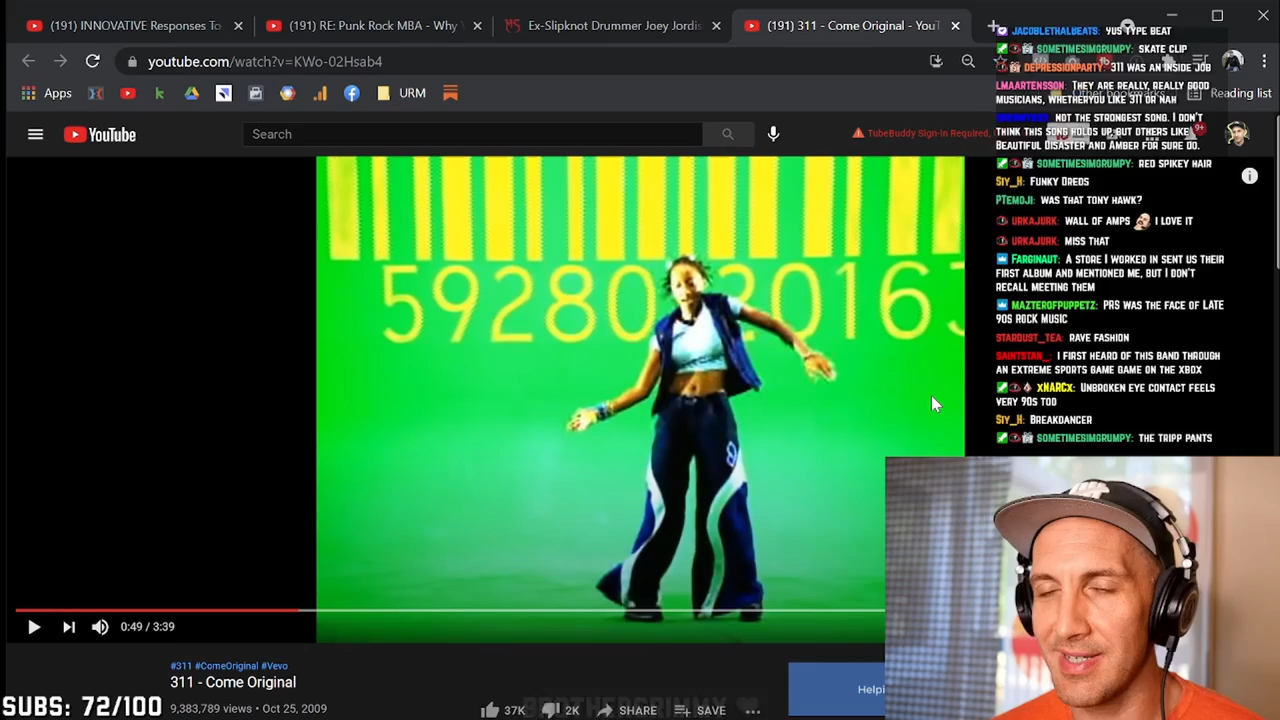 (191) INNOVATIVE Responses To
(191) RE: Punk Rock MBA - Why
Ex-Slipknot Drummer Joey Jordis
(191) 311 - Come Original - YouT
youtube.com/watch?v=KWo-02Hsab4
Apps
URM
Other bookmarks
Reading list
YouTube
Search
TubeBuddy Sign-in Required,
9+
JACOBLETHALBEATS: 9US TYPE BEAT
SOMETIMESIMGRUMPY: SKATE CLIP
DEPRESSIONPARTY: 311 WAS AN INSIDE JOB
LMAARTENSSON: THEY ARE REALLY, REALLY GOOD
MUSICIANS, WHETHERYOU LIKE 311 OR NAH
NOT THE STRONGEST SONG. I DON'T
THINK THIS SONG HOLDS UP, BUT OTHERS LIKE
BEAUTIFUL DISASTER AND AMBER FOR SURE DO.
SOMETIMESIMGRUMPY: RED SPIKEY HAIR
SIY_H: FUNKY DREDS
PTEMOJI: WAS THAT TONY HAWK?
URKAJURK: WALL OF AMPS I LOVE IT
URKAJURK: MISS THAT
FARGINAUT: A STORE I WORKED IN SENT US THEIR
FIRST ALBUM AND MENTIONED ME, BUT I DON'T
RECALL MEETING THEM
MAZTEROFPUPPETZ: PRS WAS THE FACE OF LATE
90S ROCK MUSIC
STARDUST_TEA: RAVE FASHION
SAINTSTAN_: I FIRST HEARD OF THIS BAND THROUGH
AN EXTREME SPORTS GAME GAME ON THE XBOX
XNARCX: UNBROKEN EYE CONTACT FEELS
VERY 90S TOO
SIY_H: BREAKDANCER
SOMETIMESIMGRUMPY: THE TRIPP PANTS
59280 2016
0:49 / 3:39
#311 #ComeOriginal #Vevo
311 - Come Original
9,383,789 views • Oct 25, 2009
37K
2K
SHARE
SAVE
Helpi
SUBS: 72/100